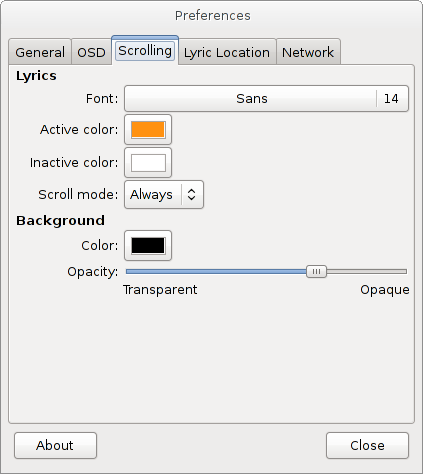 Preferences
General OSD Scrolling Lyric Location Network
Lyrics
Font: Sans 14
Active color:
Inactive color:
Scroll mode: Always
Background
Color:
Opacity:
Transparent Opaque
About Close